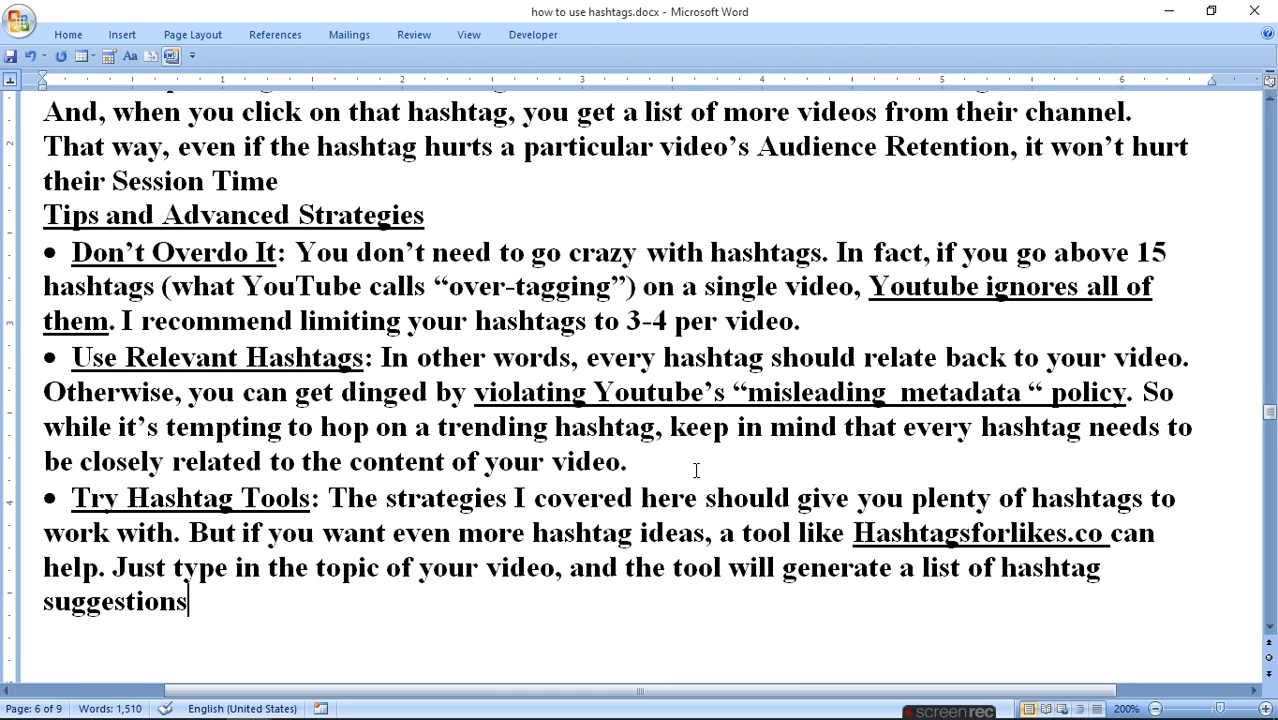 how to use hashtags.docx - Microsoft Word
Home Insert Page Layout References Mailings Review View Developer
1 2 3 4 5 6
And, when you click on that hashtag, you get a list of more videos from their channel.
That way, even if the hashtag hurts a particular video’s Audience Retention, it won’t hurt
their Session Time
Tips and Advanced Strategies
• Don’t Overdo It: You don’t need to go crazy with hashtags. In fact, if you go above 15
hashtags (what YouTube calls “over-tagging”) on a single video, Youtube ignores all of
them. I recommend limiting your hashtags to 3-4 per video.
• Use Relevant Hashtags: In other words, every hashtag should relate back to your video.
Otherwise, you can get dinged by violating Youtube’s “misleading metadata “ policy. So
while it’s tempting to hop on a trending hashtag, keep in mind that every hashtag needs to
be closely related to the content of your video.
• Try Hashtag Tools: The strategies I covered here should give you plenty of hashtags to
work with. But if you want even more hashtag ideas, a tool like Hashtagsforlikes.co can
help. Just type in the topic of your video, and the tool will generate a list of hashtag
suggestions
Page: 6 of 9 Words: 1,510 English (United States) 200%
screenrec